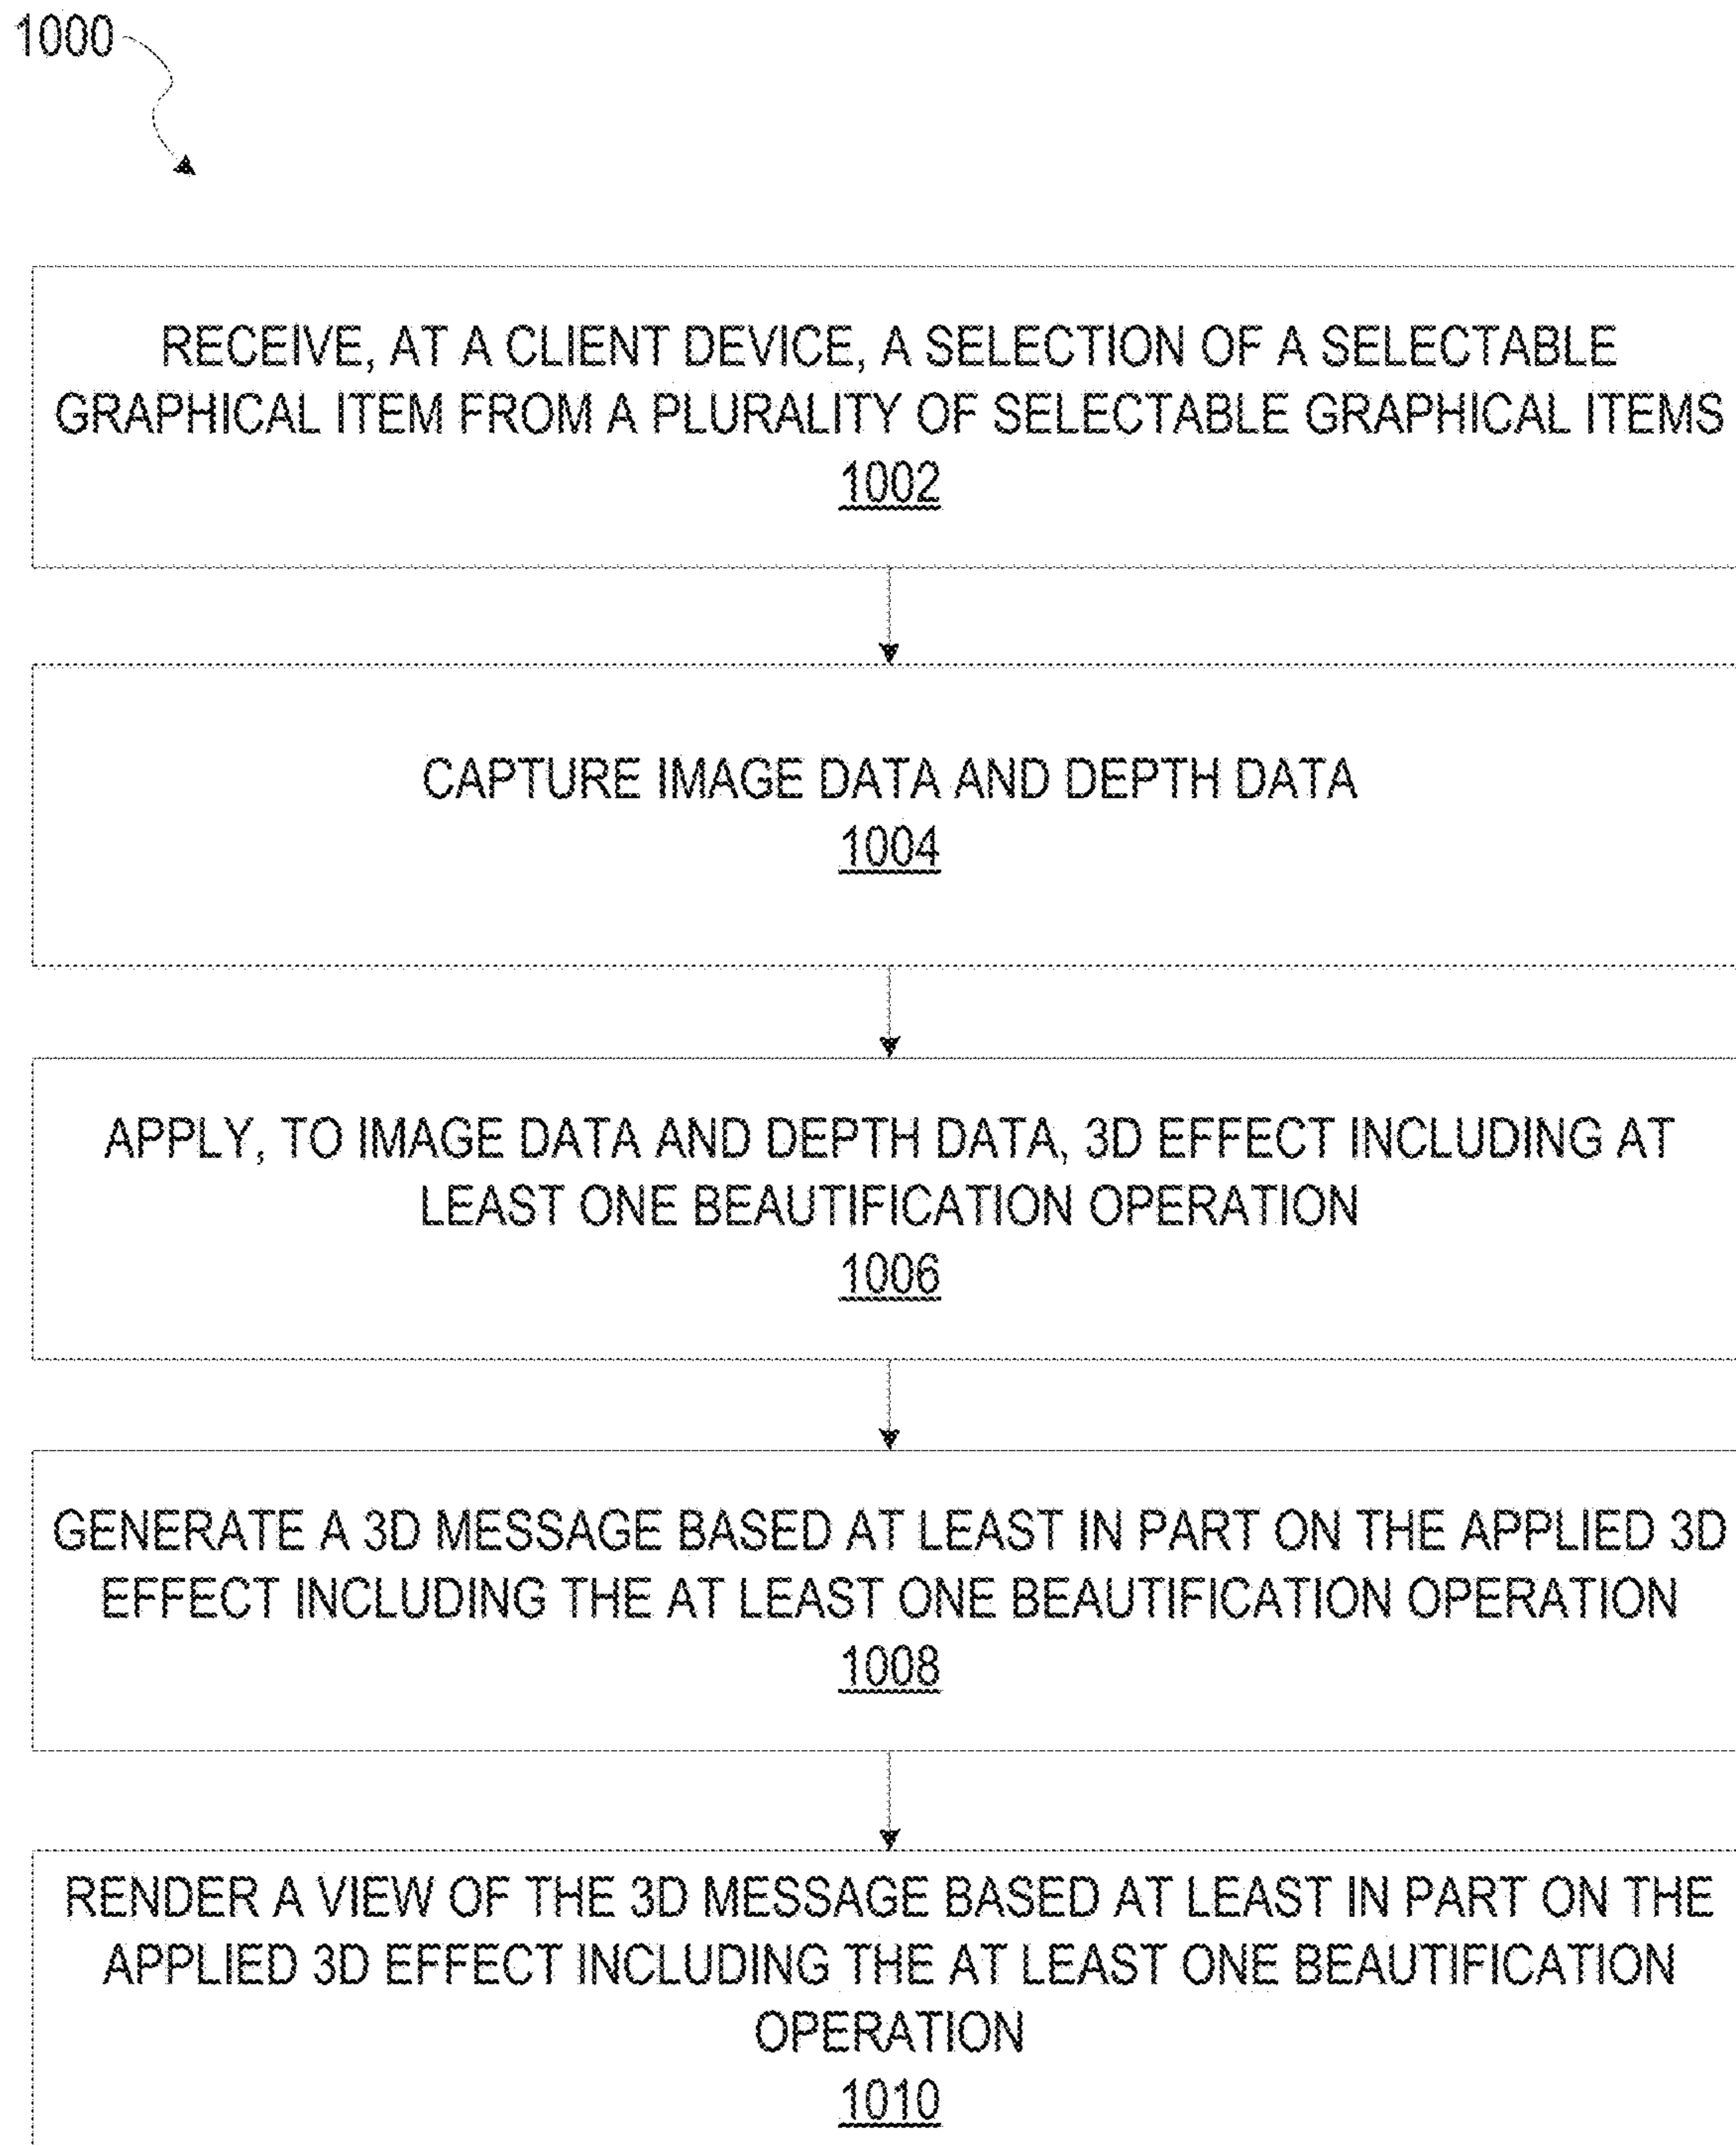 1000
RECEIVE, AT A CLIENT DEVICE, A SELECTION OF A SELECTABLE
GRAPHICAL ITEM FROM A PLURALITY OF SELECTABLE GRAPHICAL ITEMS
1002
CAPTURE IMAGE DATA AND DEPTH DATA
1004
APPLY, TO IMAGE DATA AND DEPTH DATA, 3D EFFECT INCLUDING AT
LEAST ONE BEAUTIFICATION OPERATION
1006
GENERATE A 3D MESSAGE BASED AT LEAST IN PART ON THE APPLIED 3D
EFFECT INCLUDING THE AT LEAST ONE BEAUTIFICATION OPERATION
1008
RENDER A VIEW OF THE 3D MESSAGE BASED AT LEAST IN PART ON THE
APPLIED 3D EFFECT INCLUDING THE AT LEAST ONE BEAUTIFICATION
OPERATION
1010